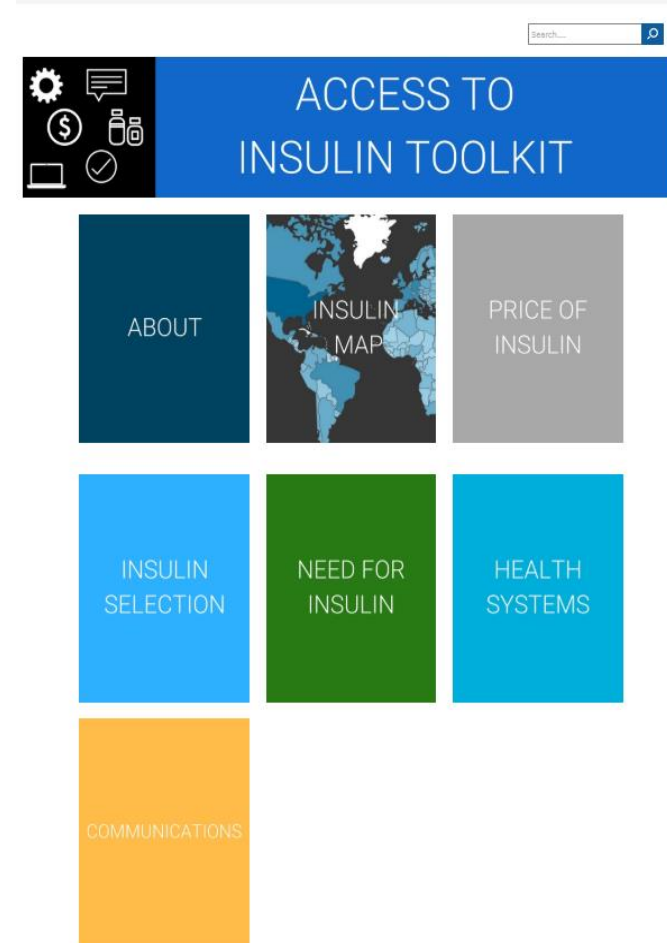 Search....
ACCESS TO
INSULIN TOOLKIT
ABOUT
INSULIN
MAP
PRICE OF
INSULIN
INSULIN
SELECTION
NEED FOR
INSULIN
HEALTH
SYSTEMS
COMMUNICATIONS